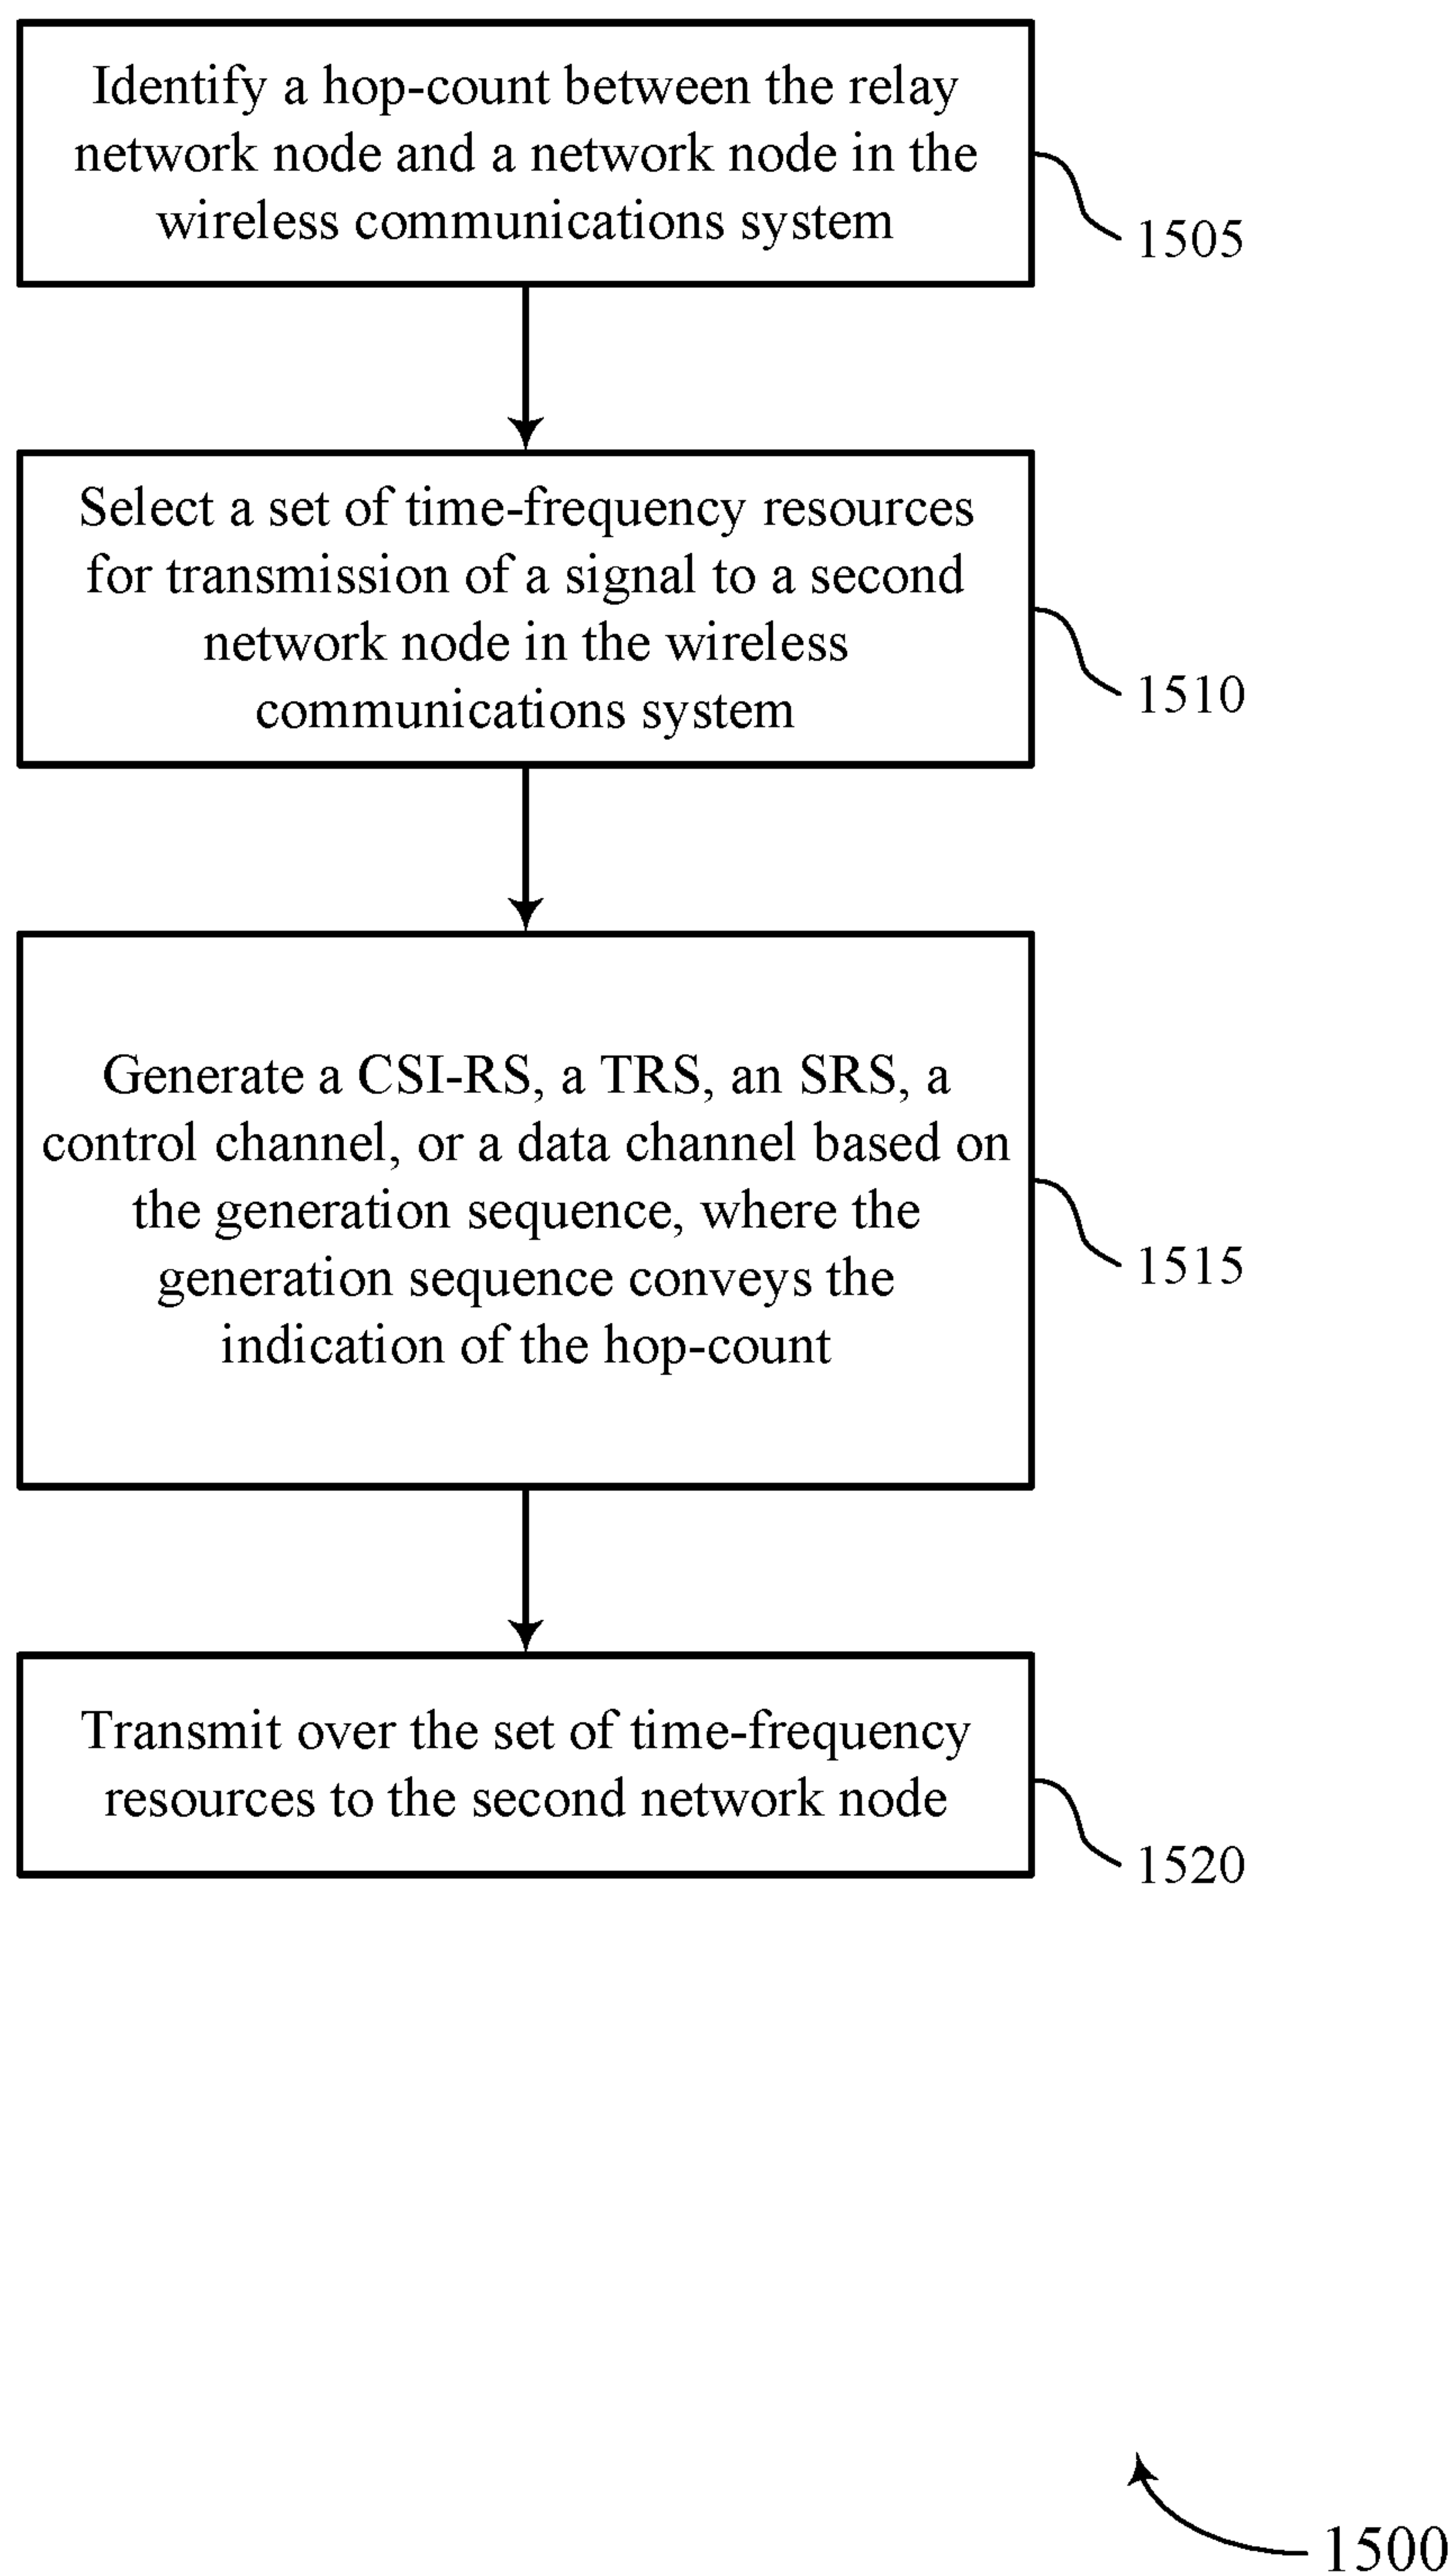 Identify a hop-count between the relay
network node and a network node in the
wireless communications system
1505
Select a set of time-frequency resources
for transmission of a signal to a second
network node in the wireless
communications system
1510
Generate a CSI-RS, a TRS, an SRS, a
control channel, or a data channel based on
the generation sequence, where the
generation sequence conveys the
indication of the hop-count
1515
Transmit over the set of time-frequency
resources to the second network node
1520
1500